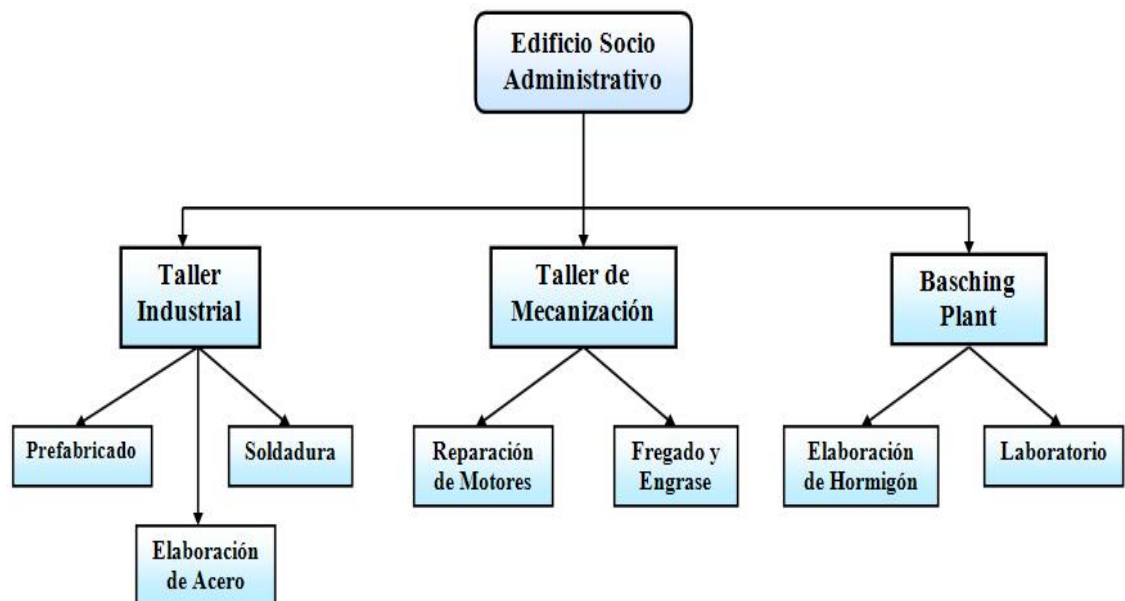 Edificio Socio
Administrativo
Taller
Industrial
Taller de
Mecanización
Basching
Plant
Prefabricado
Soldadura
Elaboración
de Acero
Reparación
de Motores
Fregado y
Engrase
Elaboración
de Hormigón
Laboratorio